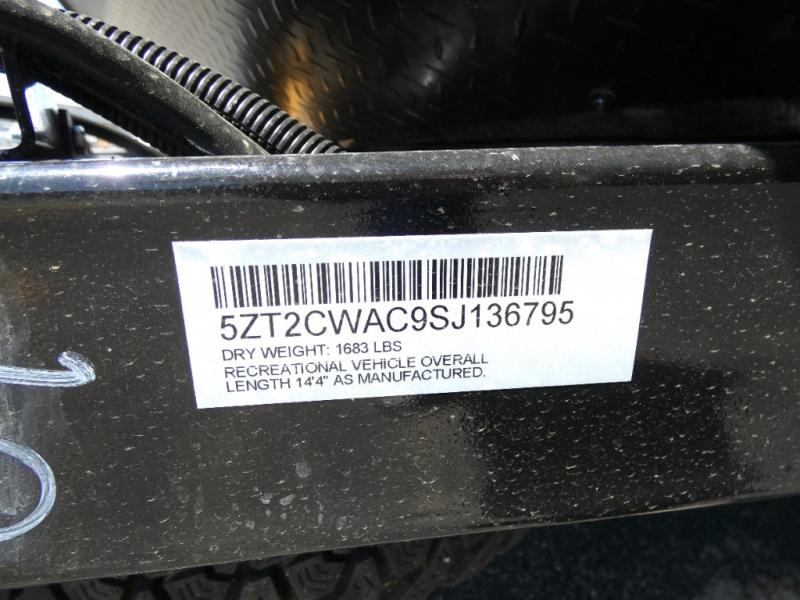 5ZT2CWAC9SJ136795
DRY WEIGHT: 1683 LBS
RECREATIONAL VEHICLE OVERALL
LENGTH 14'4" AS MANUFACTURED.